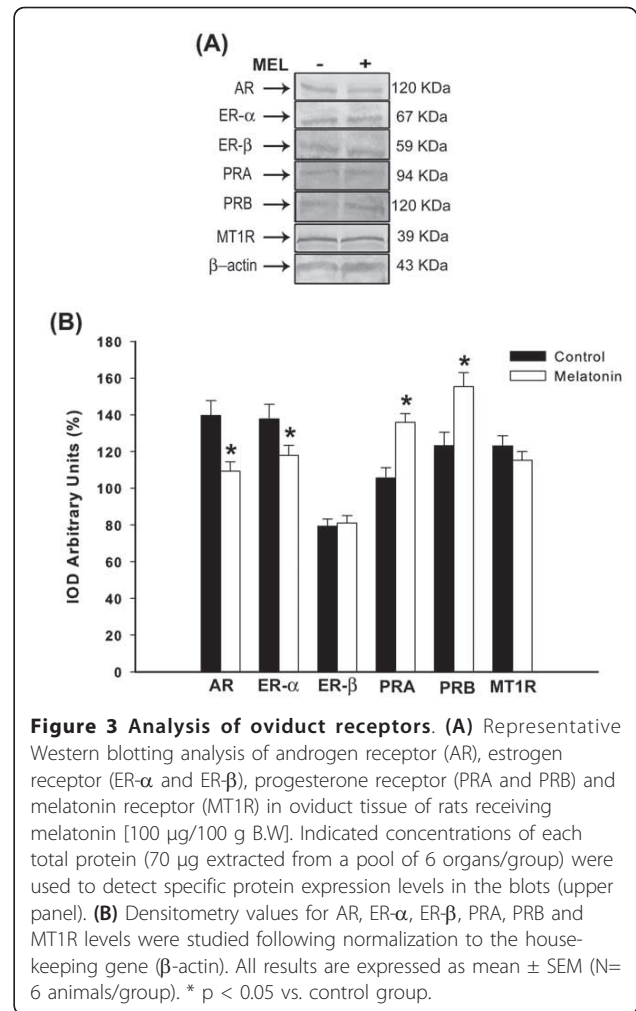 (A)
MEL - +
AR 120 KDa
ER-α 67 KDa
ER-β 59 KDa
PRA 94 KDa
PRB 120 KDa
MT1R 39 KDa
β–actin 43 KDa
(B)
180
160
140
120
100
80
60
40
20
0
IOD Arbitrary Units (%)
Control
Melatonin
* * * *
AR ER-α ER-β PRA PRB MT1R
Figure 3 Analysis of oviduct receptors. (A) Representative
Western blotting analysis of androgen receptor (AR), estrogen
receptor (ER-α and ER-β), progesterone receptor (PRA and PRB) and
melatonin receptor (MT1R) in oviduct tissue of rats receiving
melatonin [100 μg/100 g B.W]. Indicated concentrations of each
total protein (70 μg extracted from a pool of 6 organs/group) were
used to detect specific protein expression levels in the blots (upper
panel). (B) Densitometry values for AR, ER-α, ER-β, PRA, PRB and
MT1R levels were studied following normalization to the house-
keeping gene (β-actin). All results are expressed as mean ± SEM (N=
6 animals/group). * p < 0.05 vs. control group.